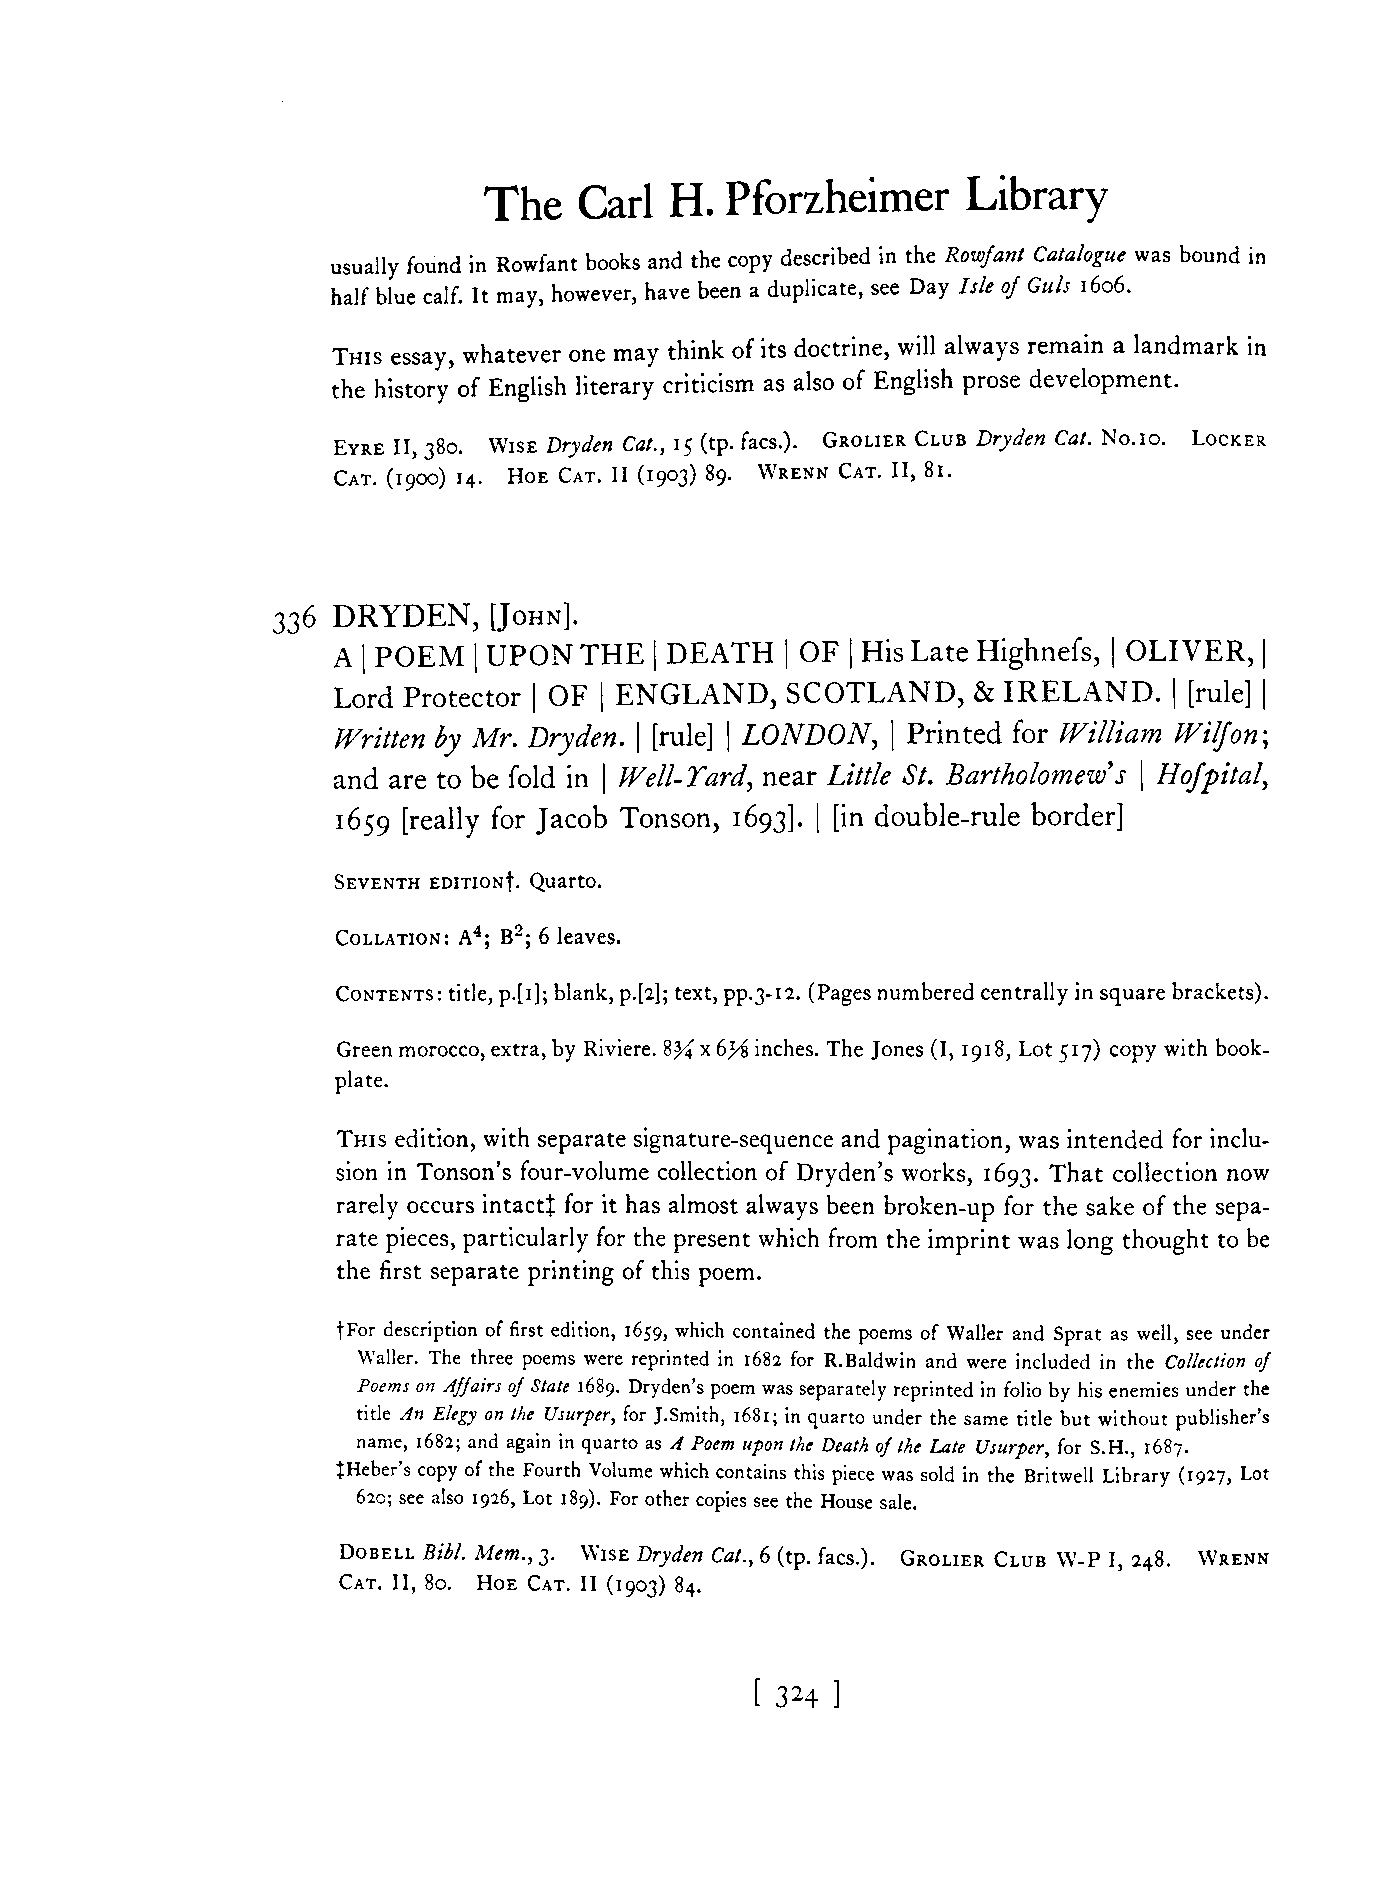 The Carl H. Pforzheimer Library
usually found in Rowfant books and the copy described in the Rowfant Catalogue was bound in
half blue calf. It may, however, have been a duplicate, see Day Isle of Guls 1606.
THIS essay, whatever one may think of its doctrine, will always remain a landmark in
the history of English literary criticism as also of English prose development.
EYRE II, 380. WISE Dryden Cat., 15 (tp. facs.). GROLIER CLUB Dryden Cat. No.10. LOCKER
CAT. (1900) 14. HOE CAT. II (1903) 89. WRENN CAT. II, 81.
336 DRYDEN, [JOHN].
A | POEM | UPON THE | DEATH | OF | His Late Highneſs, | OLIVER, |
Lord Protector | OF | ENGLAND, SCOTLAND, & IRELAND. | [rule] |
Written by Mr. Dryden. | [rule] | LONDON, | Printed for William Wilſon;
and are to be ſold in | Well-Yard, near Little St. Bartholomew's | Hoſpital,
1659 [really for Jacob Tonson, 1693]. | [in double-rule border]
SEVENTH EDITION†. Quarto.
COLLATION: A⁴; B²; 6 leaves.
CONTENTS: title, p.[1]; blank, p.[2]; text, pp.3-12. (Pages numbered centrally in square brackets).
Green morocco, extra, by Riviere. 8¾ x 6⅞ inches. The Jones (I, 1918, Lot 517) copy with book-
plate.
THIS edition, with separate signature-sequence and pagination, was intended for inclu-
sion in Tonson's four-volume collection of Dryden's works, 1693. That collection now
rarely occurs intact‡ for it has almost always been broken-up for the sake of the sepa-
rate pieces, particularly for the present which from the imprint was long thought to be
the first separate printing of this poem.
†For description of first edition, 1659, which contained the poems of Waller and Sprat as well, see under
Waller. The three poems were reprinted in 1682 for R.Baldwin and were included in the Collection of
Poems on Affairs of State 1689. Dryden's poem was separately reprinted in folio by his enemies under the
title An Elegy on the Usurper, for J.Smith, 1681; in quarto under the same title but without publisher's
name, 1682; and again in quarto as A Poem upon the Death of the Late Usurper, for S.H., 1687.
‡Heber's copy of the Fourth Volume which contains this piece was sold in the Britwell Library (1927, Lot
620; see also 1926, Lot 189). For other copies see the House sale.
DOBELL Bibl. Mem., 3. WISE Dryden Cat., 6 (tp. facs.). GROLIER CLUB W-P I, 248. WRENN
CAT. II, 80. HOE CAT. II (1903) 84.
[ 324 ]